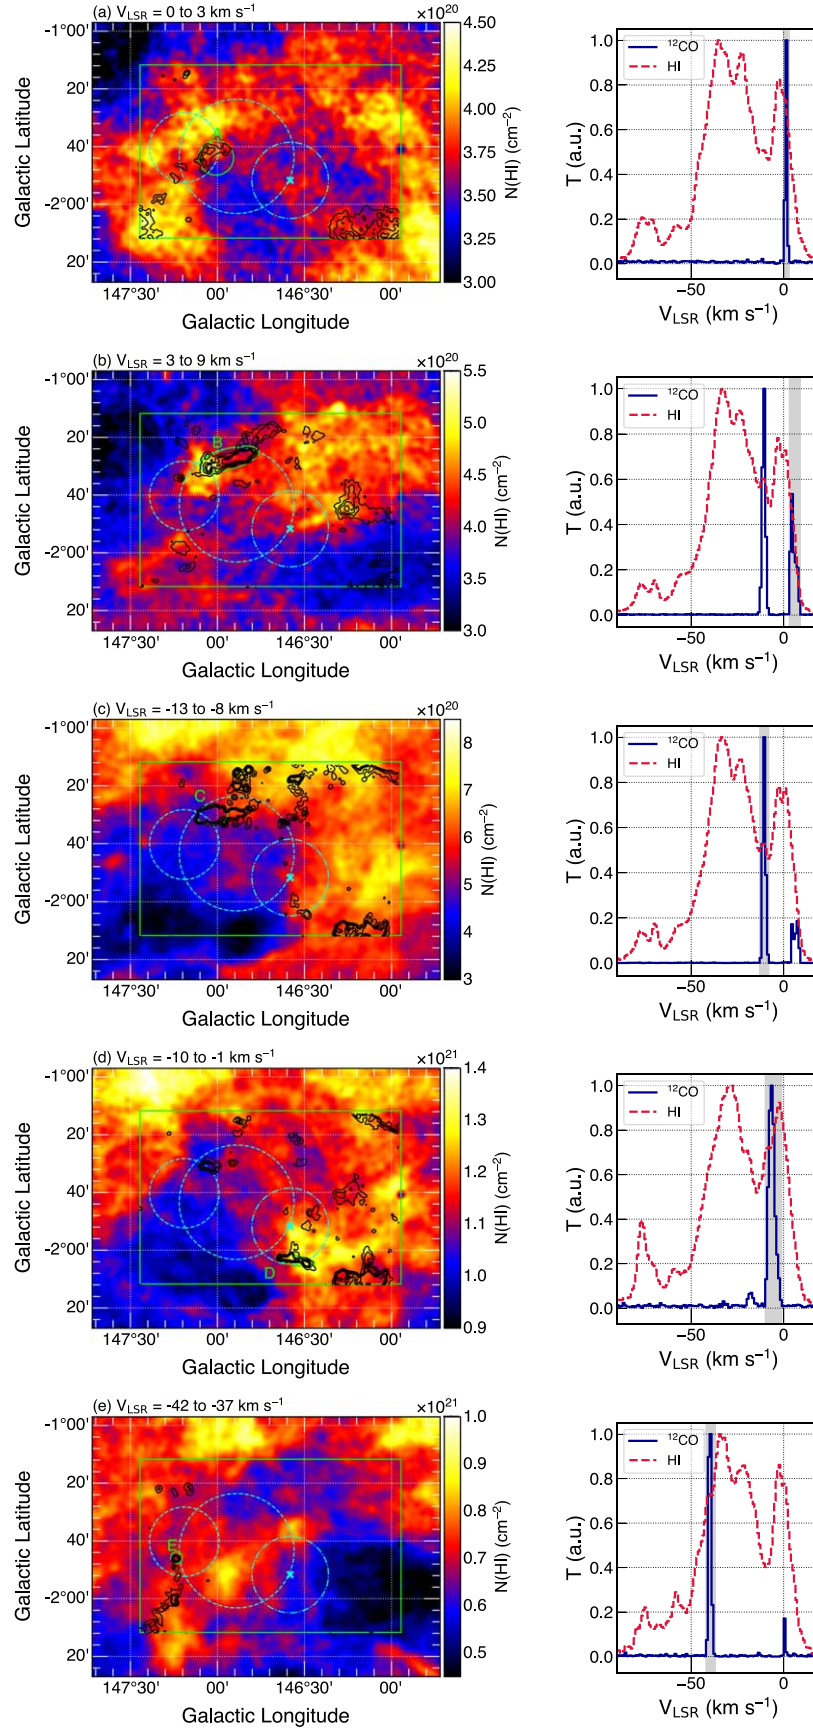 (a) V_LSR = 0 to 3 km s⁻¹
×10²⁰
-1°00'
20'
40'
-2°00'
20'
Galactic Latitude
A
147°30'
00'
146°30'
00'
Galactic Longitude
4.50
4.25
4.00
3.75
3.50
3.25
3.00
N(HI) (cm⁻²)
¹²CO
HI
1.0
0.8
0.6
0.4
0.2
0.0
T (a.u.)
−50
0
V_LSR (km s⁻¹)
(b) V_LSR = 3 to 9 km s⁻¹
×10²⁰
-1°00'
20'
40'
-2°00'
20'
Galactic Latitude
B
147°30'
00'
146°30'
00'
Galactic Longitude
5.5
5.0
4.5
4.0
3.5
3.0
N(HI) (cm⁻²)
¹²CO
HI
1.0
0.8
0.6
0.4
0.2
0.0
T (a.u.)
−50
0
V_LSR (km s⁻¹)
(c) V_LSR = -13 to -8 km s⁻¹
×10²⁰
-1°00'
20'
40'
-2°00'
20'
Galactic Latitude
C
147°30'
00'
146°30'
00'
Galactic Longitude
8
7
6
5
4
3
N(HI) (cm⁻²)
¹²CO
HI
1.0
0.8
0.6
0.4
0.2
0.0
T (a.u.)
−50
0
V_LSR (km s⁻¹)
(d) V_LSR = -10 to -1 km s⁻¹
×10²¹
-1°00'
20'
40'
-2°00'
20'
Galactic Latitude
D
147°30'
00'
146°30'
00'
Galactic Longitude
1.4
1.3
1.2
1.1
1.0
0.9
N(HI) (cm⁻²)
¹²CO
HI
1.0
0.8
0.6
0.4
0.2
0.0
T (a.u.)
−50
0
V_LSR (km s⁻¹)
(e) V_LSR = -42 to -37 km s⁻¹
×10²¹
-1°00'
20'
40'
-2°00'
20'
Galactic Latitude
E
147°30'
00'
146°30'
00'
Galactic Longitude
1.0
0.9
0.8
0.7
0.6
0.5
N(HI) (cm⁻²)
¹²CO
HI
1.0
0.8
0.6
0.4
0.2
0.0
T (a.u.)
−50
0
V_LSR (km s⁻¹)